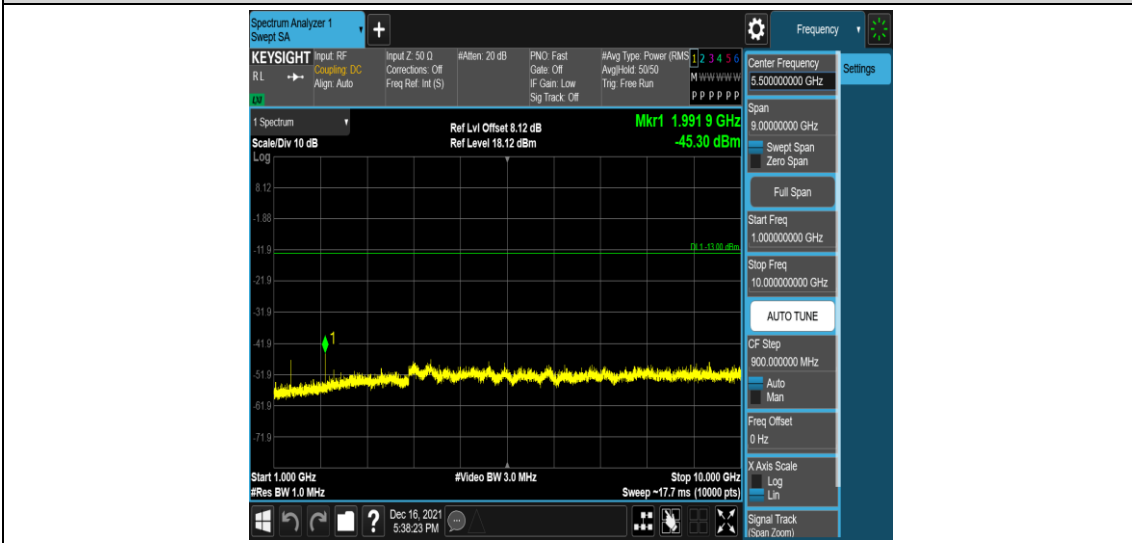 Spectrum Analyzer 1
Swept SA
+
Frequency
KEYSIGHT
RL
Input: RF
Coupling: DC
Align: Auto
Input Z: 50 Ω
Corrections: Off
Freq Ref: Int (S)
#Atten: 20 dB
PNO: Fast
Gate: Off
IF Gain: Low
Sig Track: Off
#Avg Type: Power (RMS
Avg|Hold: 50/50
Trig: Free Run
1 2 3 4 5 6
M W W W W W
P P P P P P
1 Spectrum
Scale/Div 10 dB
Log
Ref Lvl Offset 8.12 dB
Ref Level 18.12 dBm
Mkr1 1.991 9 GHz
-45.30 dBm
8.12
-1.88
-11.9
DL1 -13.00 dBm
-21.9
-31.9
-41.9
1
-51.9
-61.9
-71.9
Start 1.000 GHz
#Res BW 1.0 MHz
#Video BW 3.0 MHz
Stop 10.000 GHz
Sweep ~17.7 ms (10000 pts)
?
Dec 16, 2021
5:38:23 PM
Center Frequency
5.500000000 GHz
Settings
Span
9.00000000 GHz
Swept Span
Zero Span
Full Span
Start Freq
1.000000000 GHz
Stop Freq
10.000000000 GHz
AUTO TUNE
CF Step
900.000000 MHz
Auto
Man
Freq Offset
0 Hz
X Axis Scale
Log
Lin
Signal Track
(Span Zoom)